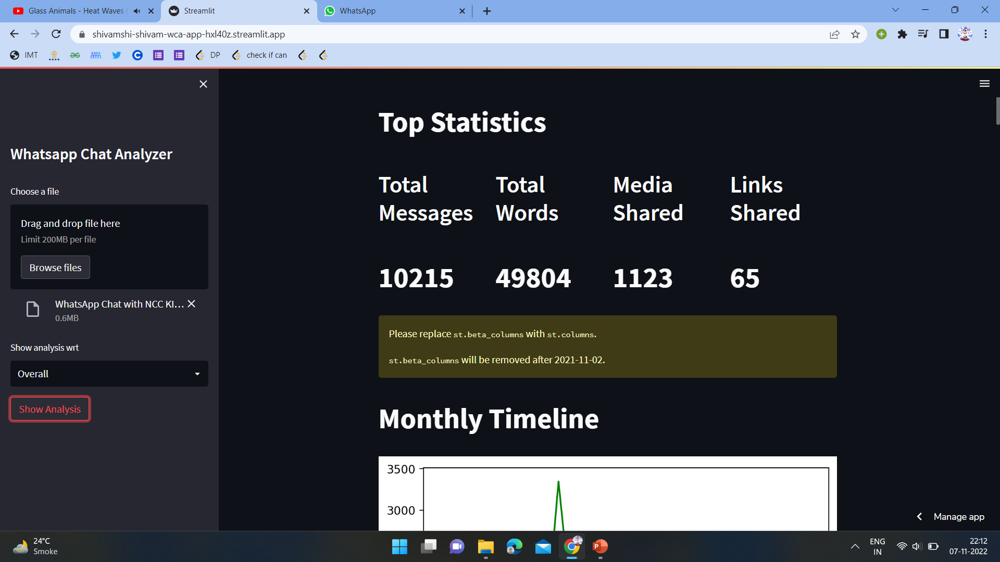 Glass Animals - Heat Waves
Streamlit
WhatsApp
shivamshi-shivam-wca-app-hxl40z.streamlit.app
IMT
DP
check if can
Top Statistics
Whatsapp Chat Analyzer
Choose a file
Drag and drop file here
Limit 200MB per file
Browse files
WhatsApp Chat with NCC KI...
0.6MB
Show analysis wrt
Overall
Show Analysis
Total Messages
Total Words
Media Shared
Links Shared
10215
49804
1123
65
Please replace st.beta_columns with st.columns.
st.beta_columns will be removed after 2021-11-02.
Monthly Timeline
3500
3000
Manage app
24°C
Smoke
ENG
IN
22:12
07-11-2022